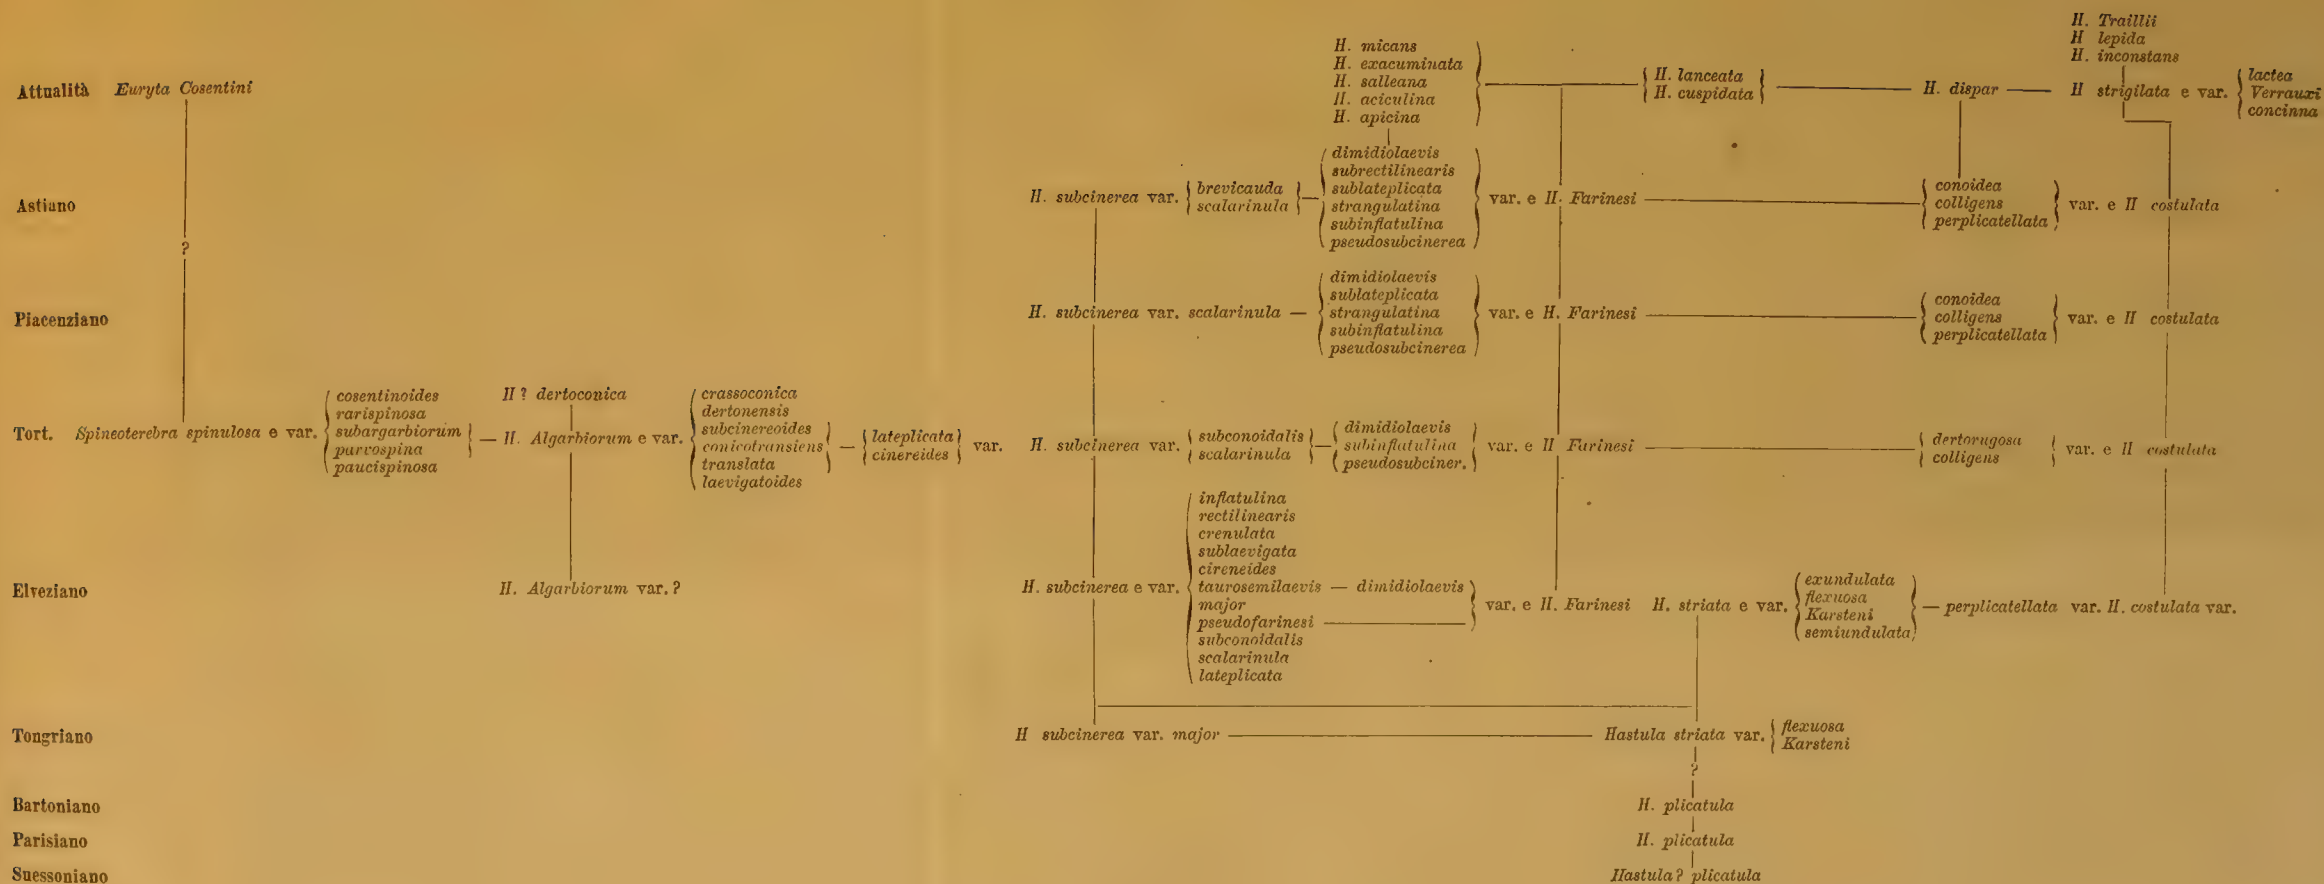 H. Traillii
H lepida
H. inconstans
H. micans
H. exacuminata
H. salleana
H. aciculina
H. apicina
Attualità Euryta Cosentini
H. lanceata
H. cuspidata
H. dispar
H strigilata e var.
lactea
Verrauxi
concinna
Astiano
H. subcinerea var.
brevicauda
scalarinula
dimidiolaevis
subrectilinearis
sublateplicata
strangulatina
subinflatulina
pseudosubcinerea
var. e H. Farinesi
conoidea
colligens
perplicatellata
var. e H costulata
?
Piacenziano
H. subcinerea var. scalarinula
dimidiolaevis
sublateplicata
strangulatina
subinflatulina
pseudosubcinerea
var. e H. Farinesi
conoidea
colligens
perplicatellata
var. e H costulata
Tort. Spineoterebra spinulosa e var.
cosentinoides
rarispinosa
subargarbiorum
parvospina
paucispinosa
H ? dertoconica
H. Algarbiorum e var.
crassoconica
dertonensis
subcinereoides
conicotransiens
translata
laevigatoides
lateplicata
cinereides
var.
H. subcinerea var.
subconoidalis
scalarinula
dimidiolaevis
subinflatulina
pseudosubciner.
var. e H Farinesi
dertorugosa
colligens
var. e H costulata
Elveziano
H. Algarbiorum var. ?
H. subcinerea e var.
inflatulina
rectilinearis
crenulata
sublaevigata
cireneides
taurosemilaevis — dimidiolaevis
major
pseudofarinesi
subconoidalis
scalarinula
lateplicata
var. e H. Farinesi
H. striata e var.
exundulata
flexuosa
Karsteni
semiundulata
— perplicatellata var. H. costulata var.
Tongriano
H subcinerea var. major
Hastula striata var.
flexuosa
Karsteni
?
Bartoniano
H. plicatula
Parisiano
H. plicatula
Suessoniano
Hastula? plicatula